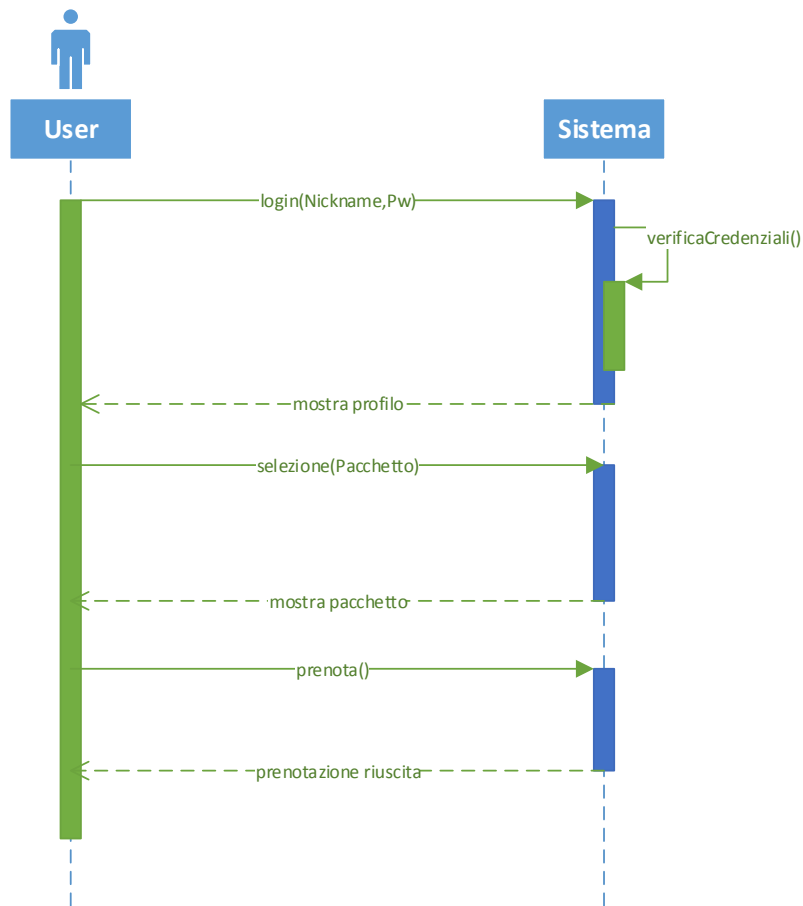 User
Sistema
login(Nickname,Pw)
verificaCredenziali()
mostra profilo
selezione(Pacchetto)
mostra pacchetto
prenota()
prenotazione riuscita